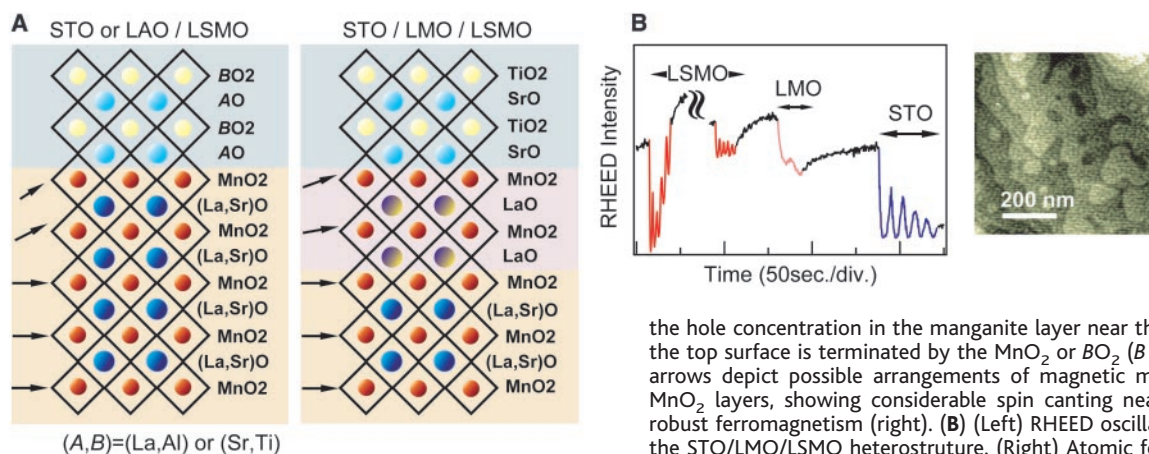 A
STO or LAO / LSMO
BO2
AO
BO2
AO
MnO2
(La,Sr)O
MnO2
(La,Sr)O
MnO2
(La,Sr)O
MnO2
(La,Sr)O
MnO2
(A,B)=(La,Al) or (Sr,Ti)
STO / LMO / LSMO
TiO2
SrO
TiO2
SrO
MnO2
LaO
MnO2
LaO
MnO2
(La,Sr)O
MnO2
(La,Sr)O
MnO2
B
RHEED Intensity
LSMO
LMO
STO
Time (50sec./div.)
200 nm
the hole concentration in the manganite layer near th
the top surface is terminated by the MnO₂ or BO₂ (B
arrows depict possible arrangements of magnetic m
MnO₂ layers, showing considerable spin canting nea
robust ferromagnetism (right). (B) (Left) RHEED oscilla
the STO/LMO/LSMO heterostruture. (Right) Atomic fo